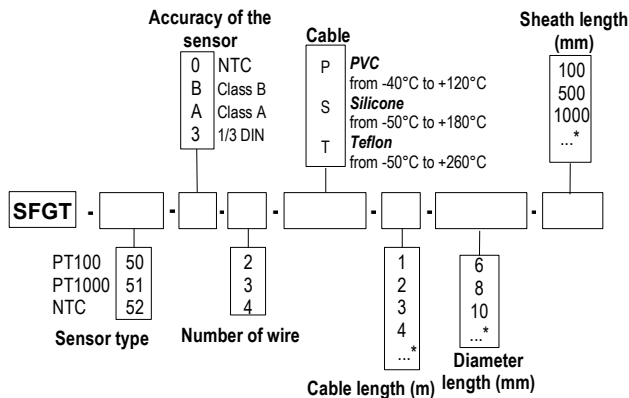 Accuracy of the
sensor
0 NTC
B Class B
A Class A
3 1/3 DIN
Cable
P PVC
from -40°C to +120°C
S Silicone
from -50°C to +180°C
T Teflon
from -50°C to +260°C
Sheath length
(mm)
100
500
1000
...*
SFGT - - - - - - -
PT100 50
PT1000 51
NTC 52
Sensor type
2
3
4
Number of wire
1
2
3
4
...*
Cable length (m)
6
8
10
...*
Diameter
length (mm)